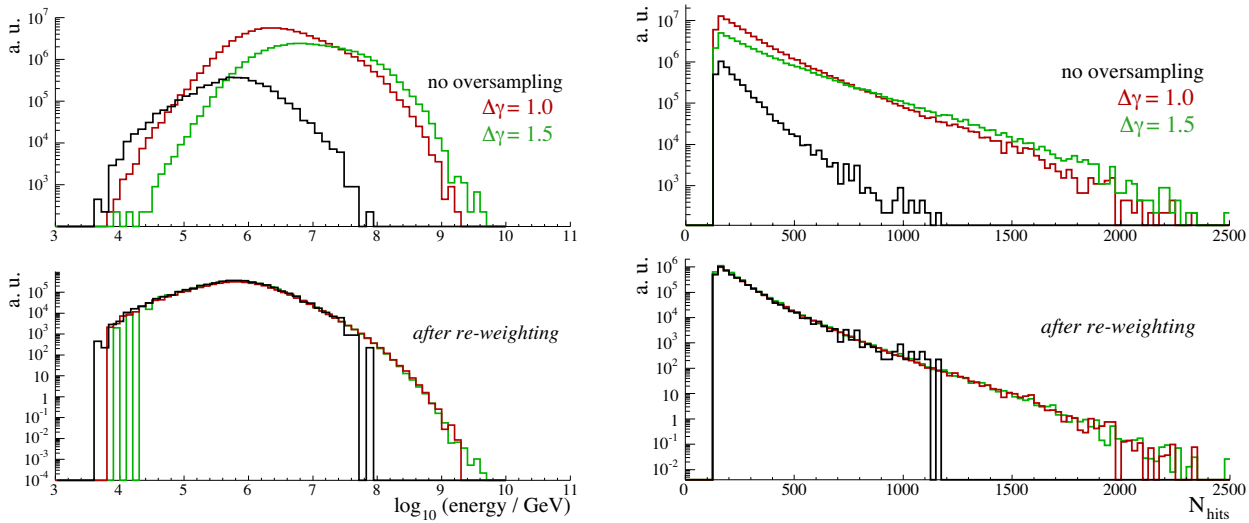 a. u.
10⁷
10⁶
10⁵
10⁴
10³
no oversampling
Δγ = 1.0
Δγ = 1.5
3 4 5 6 7 8 9 10 11
a. u.
10⁷
10⁶
10⁵
10⁴
10³
no oversampling
Δγ = 1.0
Δγ = 1.5
0 500 1000 1500 2000 2500
a. u.
10⁵
10⁴
10³
10²
10
1
10⁻¹
10⁻²
10⁻³
10⁻⁴
after re-weighting
3 4 5 6 7 8 9 10 11
log₁₀ (energy / GeV)
a. u.
10⁶
10⁵
10⁴
10³
10²
10
1
10⁻¹
10⁻²
after re-weighting
0 500 1000 1500 2000 2500
N_hits